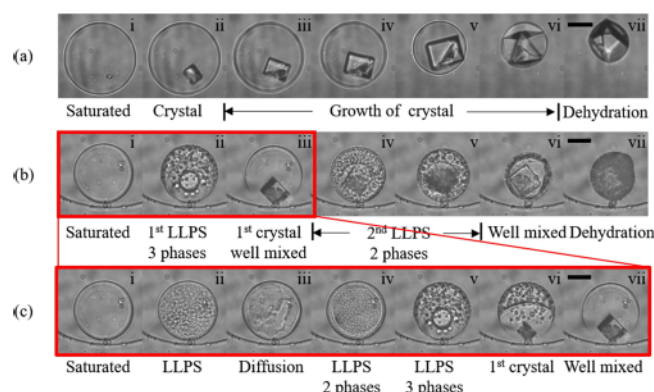 (a) i ii iii iv v vi vii
Saturated Crystal Growth of crystal Dehydration
(b) i ii iii iv v vi vii
Saturated 1st LLPS 1st crystal 2nd LLPS Well mixed Dehydration
3 phases well mixed 2 phases
(c) i ii iii iv v vi vii
Saturated LLPS Diffusion LLPS LLPS 1st crystal Well mixed
2 phases 3 phases